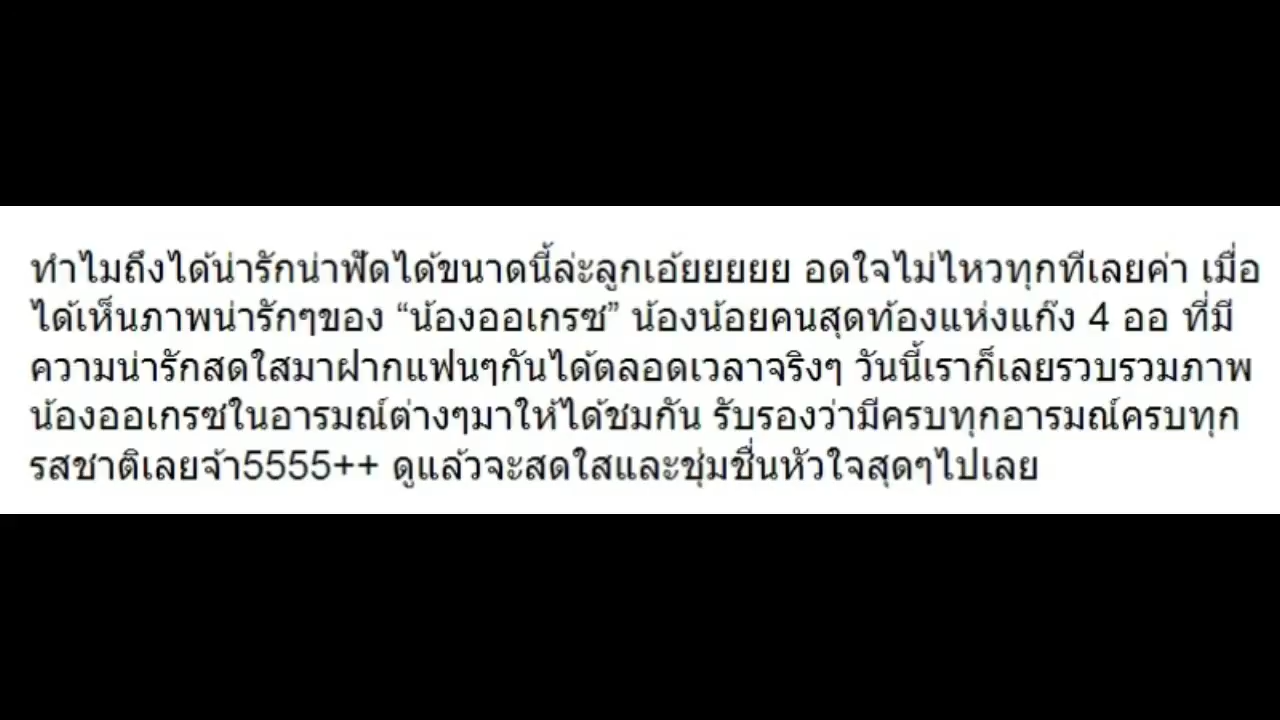 ทำไมถึงได้น่ารักน่าฟัดได้ขนาดนี้ล่ะลูกเอ้ยยยยย อดใจไม่ไหวทุกทีเลยค่า เมื่อ
ได้เห็นภาพน่ารักๆของ “น้องออเกรซ” น้องน้อยคนสุดท้องแห่งแก๊ง 4 ออ ที่มี
ความน่ารักสดใสมาฝากแฟนๆกันได้ตลอดเวลาจริงๆ วันนี้เราก็เลยรวบรวมภาพ
น้องออเกรซในอารมณ์ต่างๆมาให้ได้ชมกัน รับรองว่ามีครบทุกอารมณ์ครบทุก
รสชาติเลยจ้า5555++ ดูแล้วจะสดใสและชุ่มชื่นหัวใจสุดๆไปเลย